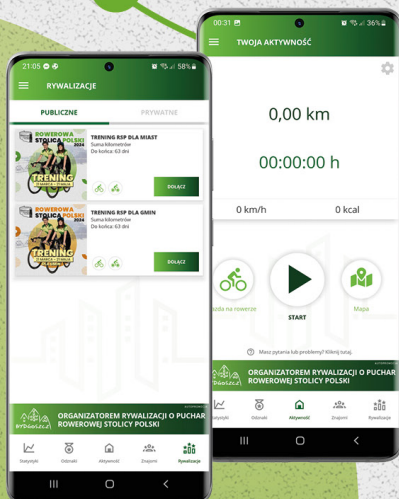 21:05
58%
RYWALIZACJE
PUBLICZNE
PRYWATNE
ROWEROWA
STOLICA POLSKI
2024
TRENING
TRENING RSP DLA MIAST
Suma kilometrów
Do końca: 63 dni
DOŁĄCZ
ROWEROWA
STOLICA POLSKI
2024
TRENING
TRENING RSP DLA GMIN
Suma kilometrów
Do końca: 63 dni
DOŁĄCZ
BYDGOSZCZ
ORGANIZATOREM RYWALIZACJI O PUCHAR
ROWEROWEJ STOLICY POLSKI
Statystyki
Odznaki
Aktywność
Znajomi
Rywalizacje
00:31
36%
TWOJA AKTYWNOŚĆ
0,00 km
00:00:00 h
0 km/h
0 kcal
Jazda na rowerze
START
Mapa
Masz pytania lub problemy? Kliknij tutaj.
ORGANIZATOREM RYWALIZACJI O PUCHAR
ROWEROWEJ STOLICY POLSKI
Odznaki
Aktywność
Znajomi
Rywalizacje